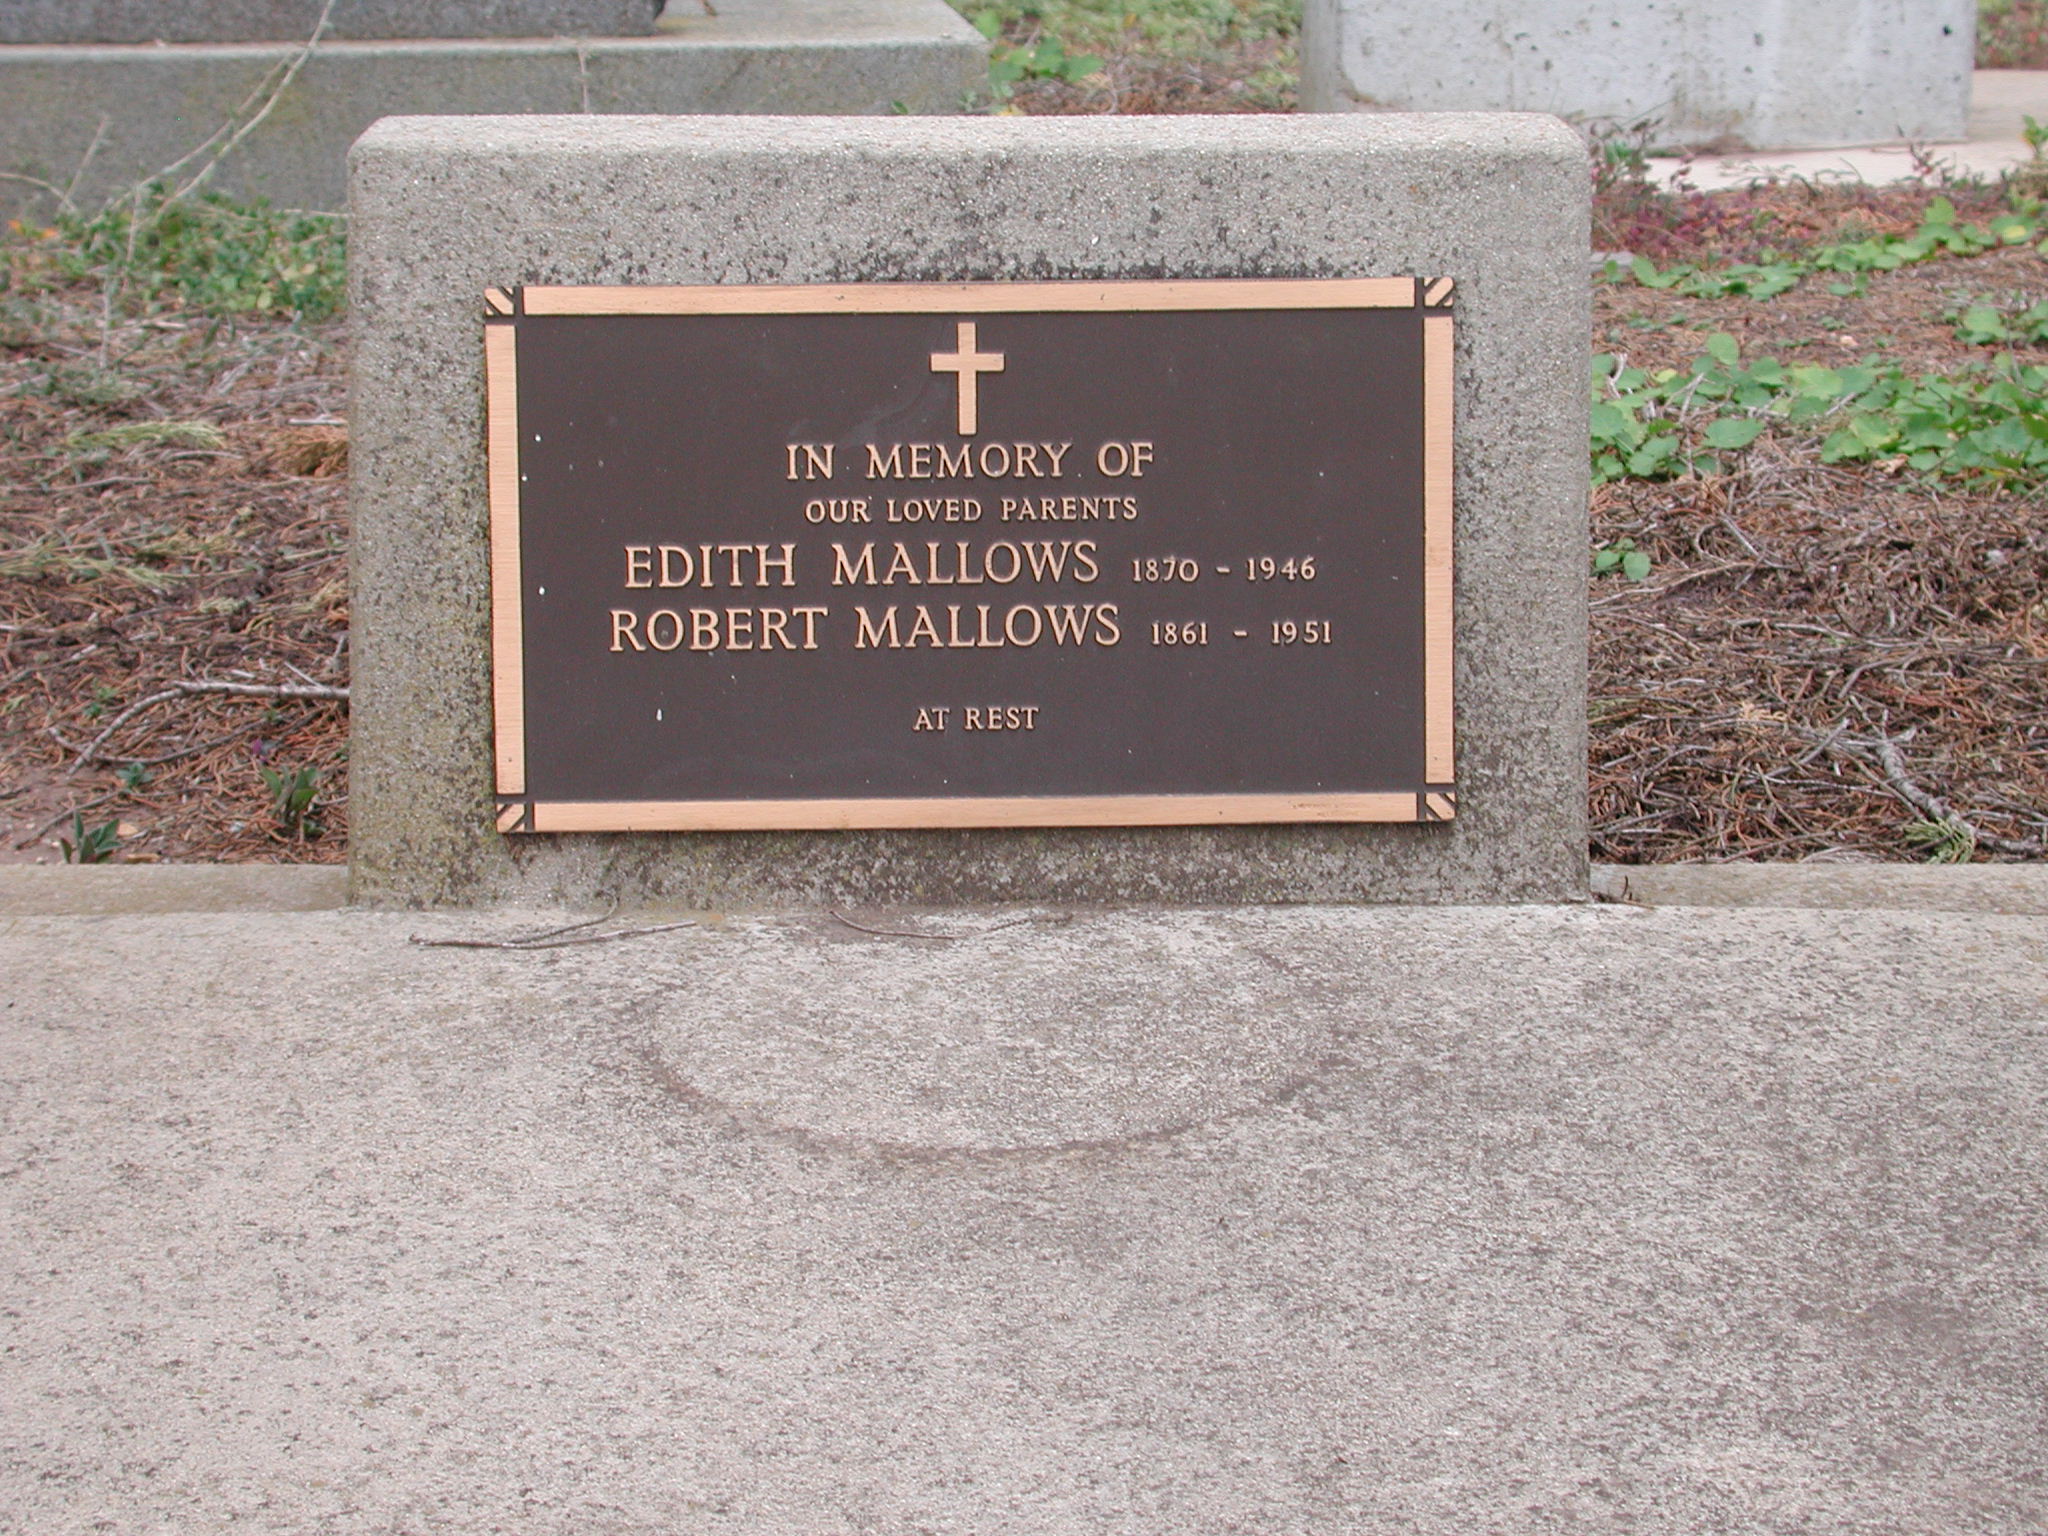 IN MEMORY OF
OUR LOVED PARENTS
EDITH MALLOWS 1870 - 1946
ROBERT MALLOWS 1861 - 1951
AT REST